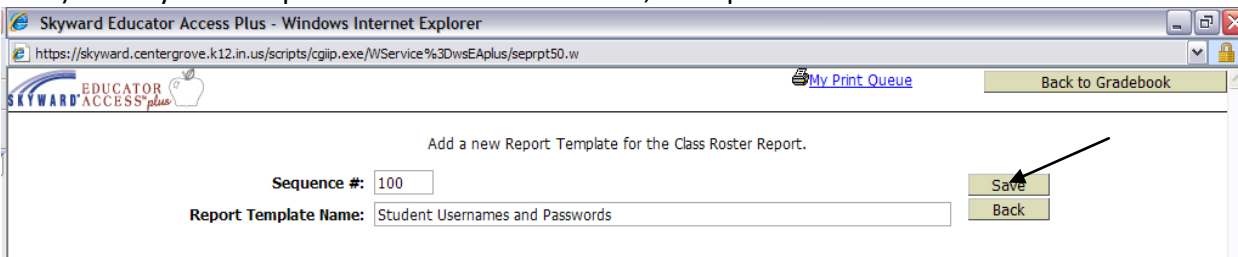 Skyward Educator Access Plus - Windows Internet Explorer
https://skyward.centergrove.k12.in.us/scripts/cgiip.exe/WService%3DwsEAplus/seprpt50.w
SKYWARD® EDUCATOR ACCESS plus
My Print Queue
Back to Gradebook
Add a new Report Template for the Class Roster Report.
Sequence #: 100
Save
Report Template Name: Student Usernames and Passwords
Back